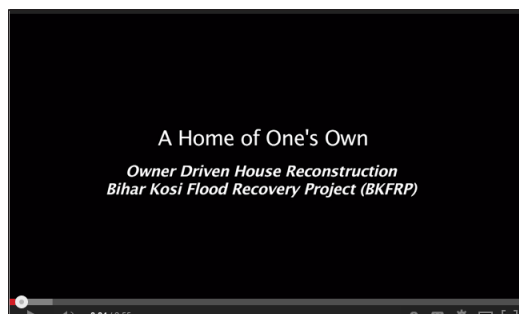 A Home of One's Own
Owner Driven House Reconstruction
Bihar Kosi Flood Recovery Project (BKFRP)